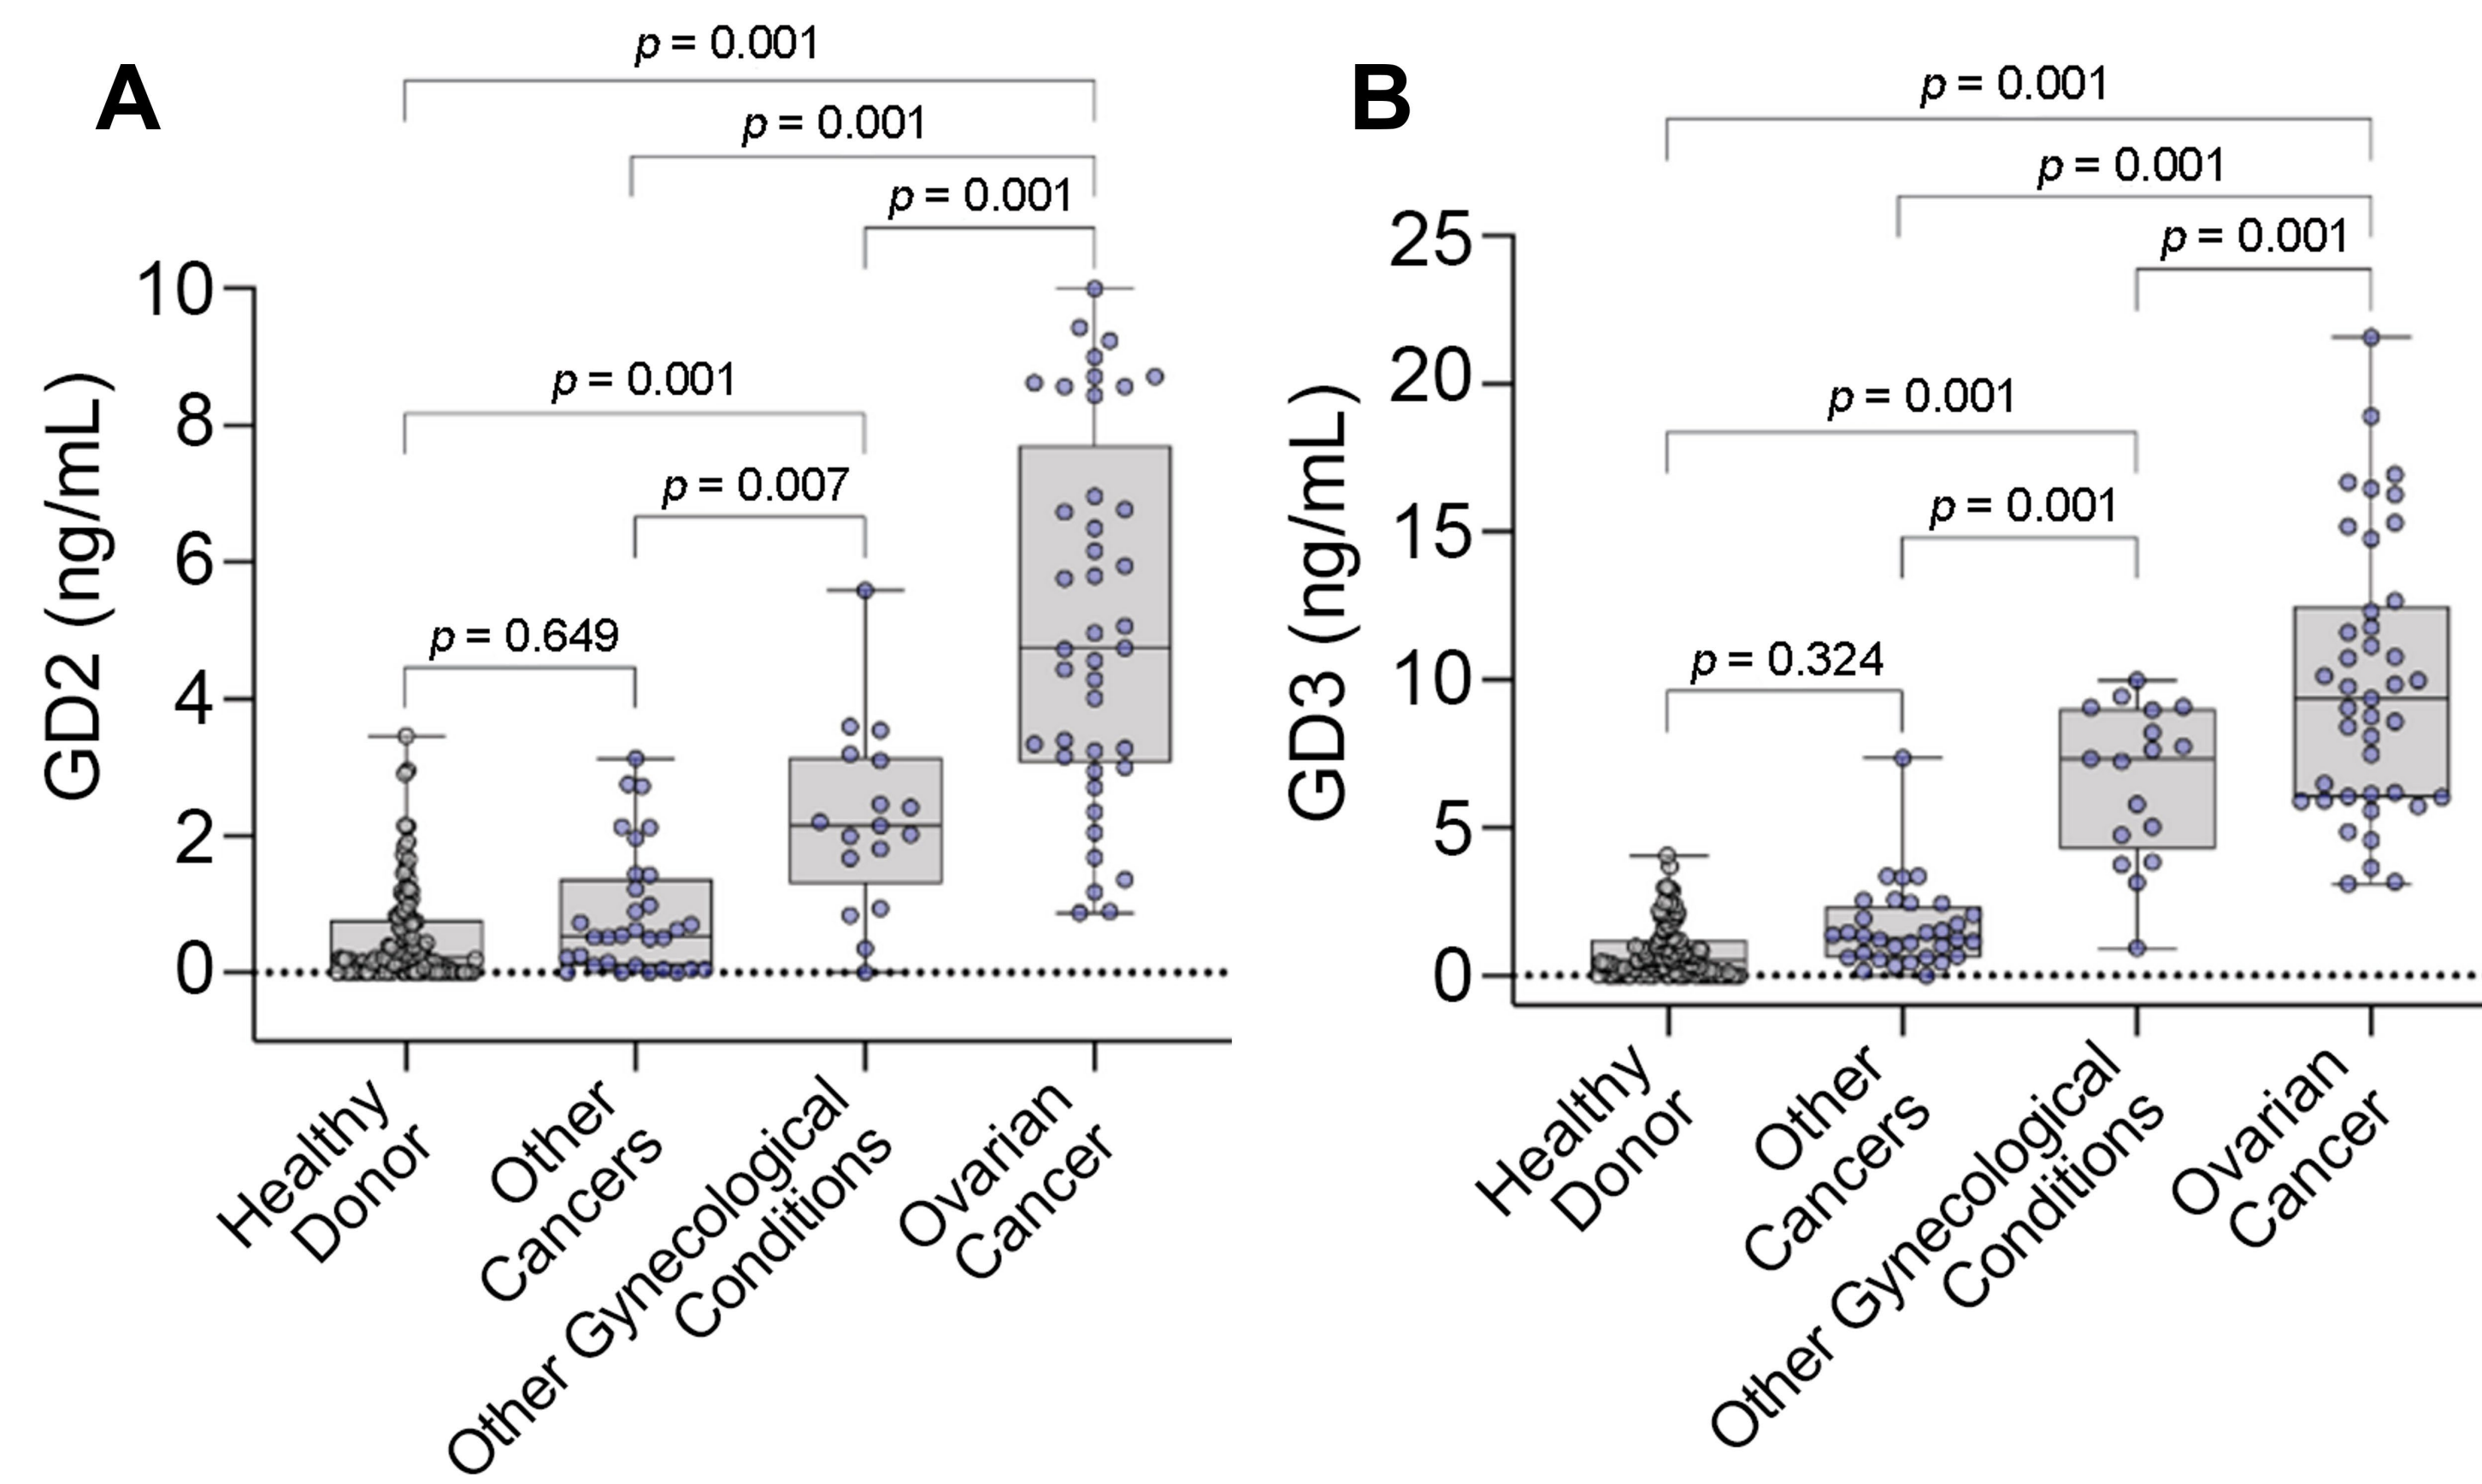 A
p = 0.001
p = 0.001
p = 0.001
p = 0.001
p = 0.007
p = 0.649
GD2 (ng/mL)
10
8
6
4
2
0
Healthy
Donor
Other
Cancers
Other Gynecological
Conditions
Ovarian
Cancer
B
p = 0.001
p = 0.001
p = 0.001
p = 0.001
p = 0.001
p = 0.324
GD3 (ng/mL)
25
20
15
10
5
0
Healthy
Donor
Other
Cancers
Other Gynecological
Conditions
Ovarian
Cancer